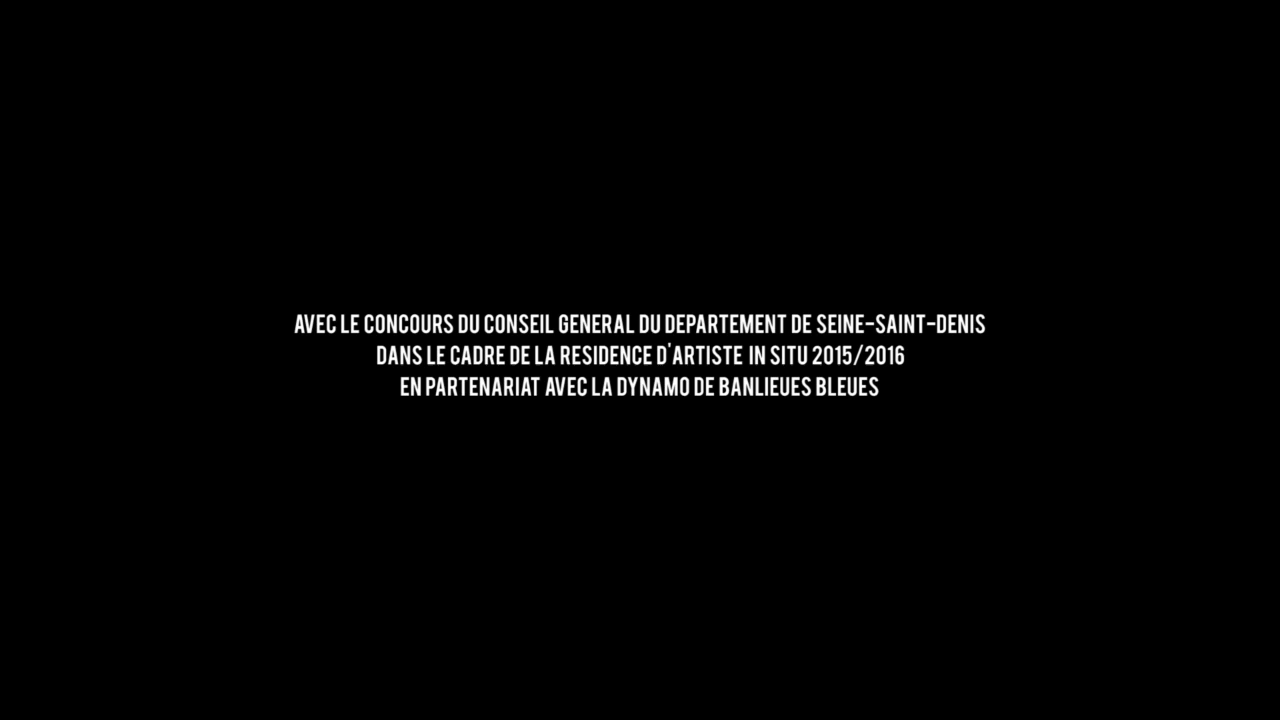 AVEC LE CONCOURS DU CONSEIL GENERAL DU DEPARTEMENT DE SEINE-SAINT-DENIS
DANS LE CADRE DE LA RESIDENCE D'ARTISTE IN SITU 2015/2016
EN PARTENARIAT AVEC LA DYNAMO DE BANLIEUES BLEUES